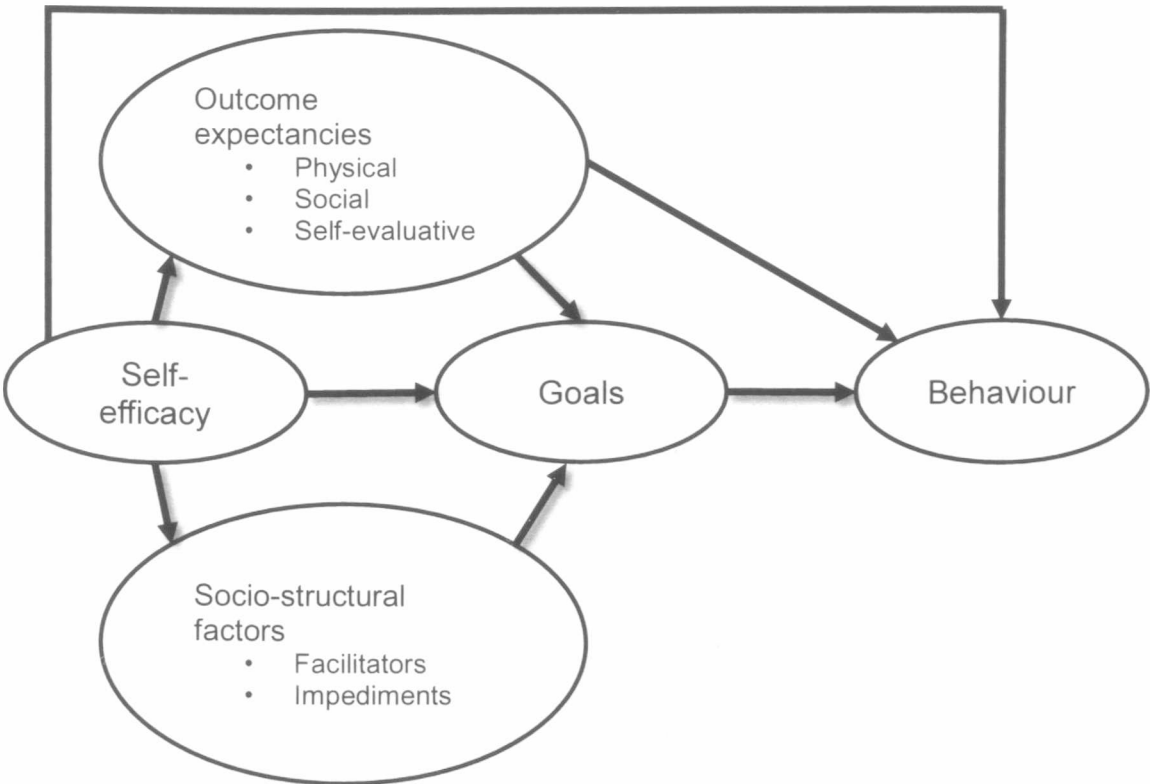 Outcome
expectancies
• Physical
• Social
• Self-evaluative
Self-
efficacy
Goals
Behaviour
Socio-structural
factors
• Facilitators
• Impediments